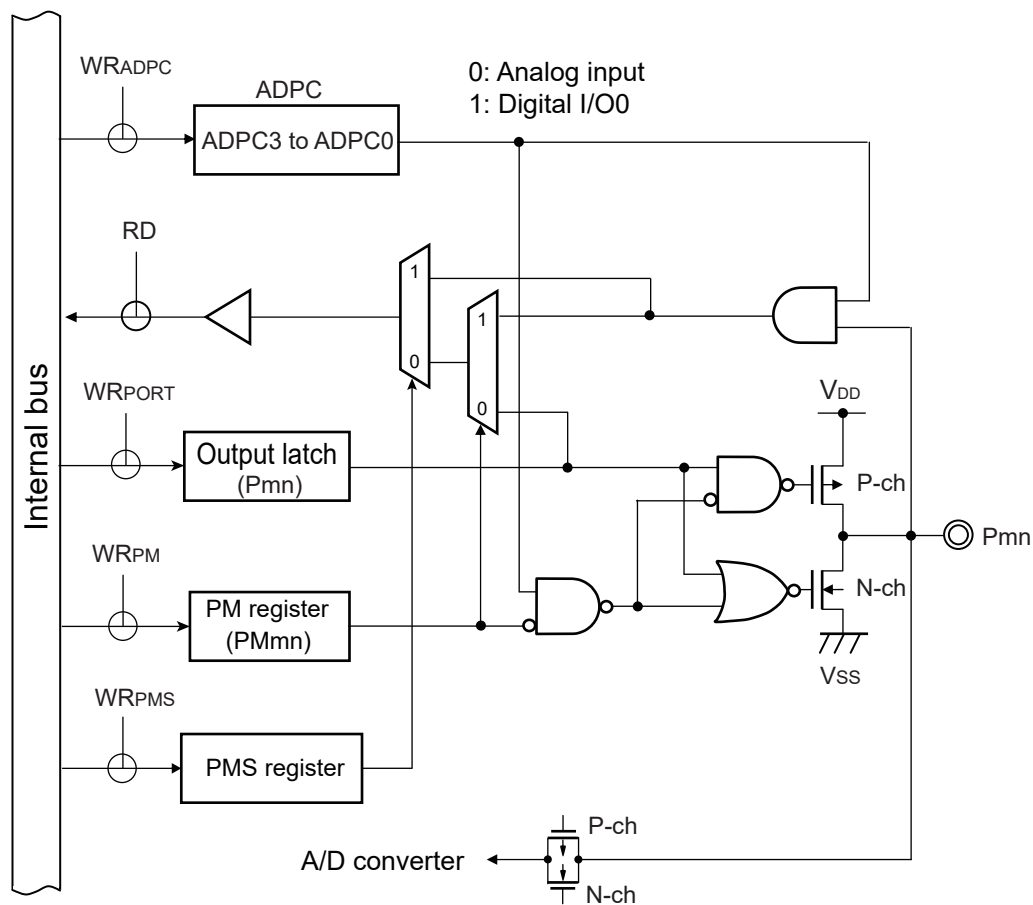 WRADPC
ADPC
0: Analog input
1: Digital I/O0
ADPC3 to ADPC0
RD
1
1
0
0
Internal bus
WRPORT
Output latch
(Pmn)
VDD
P-ch
Pmn
WRPM
N-ch
PM register
(PMmn)
VSS
WRPMS
PMS register
P-ch
A/D converter
N-ch